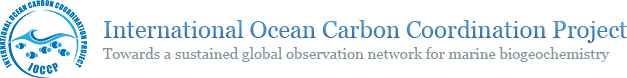 INTERNATIONAL OCEAN CARBON COORDINATION PROJECT
IOCCP
International Ocean Carbon Coordination Project
Towards a sustained global observation network for marine biogeochemistry